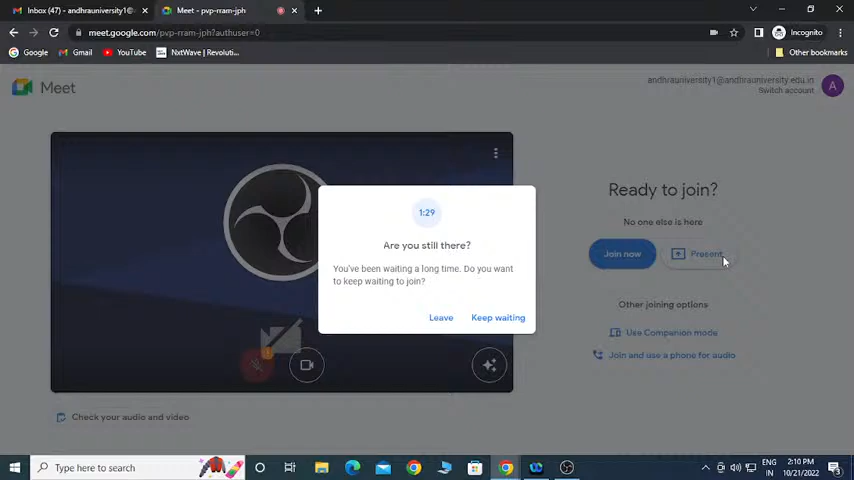 Inbox (47) - andhrauniversity1@
Meet - pvp-rram-jph
meet.google.com/pvp-rram-jph?authuser=0
Incognito
Google
Gmail
YouTube
NxtWave | Revoluti...
Other bookmarks
Meet
andhrauniversity1@andhrauniversity.edu.in
Switch account
A
Ready to join?
No one else is here
Join now
Present
Other joining options
Use Companion mode
Join and use a phone for audio
1:29
Are you still there?
You've been waiting a long time. Do you want
to keep waiting to join?
Leave
Keep waiting
Check your audio and video
Type here to search
ENG
IN
2:10 PM
10/21/2022
3